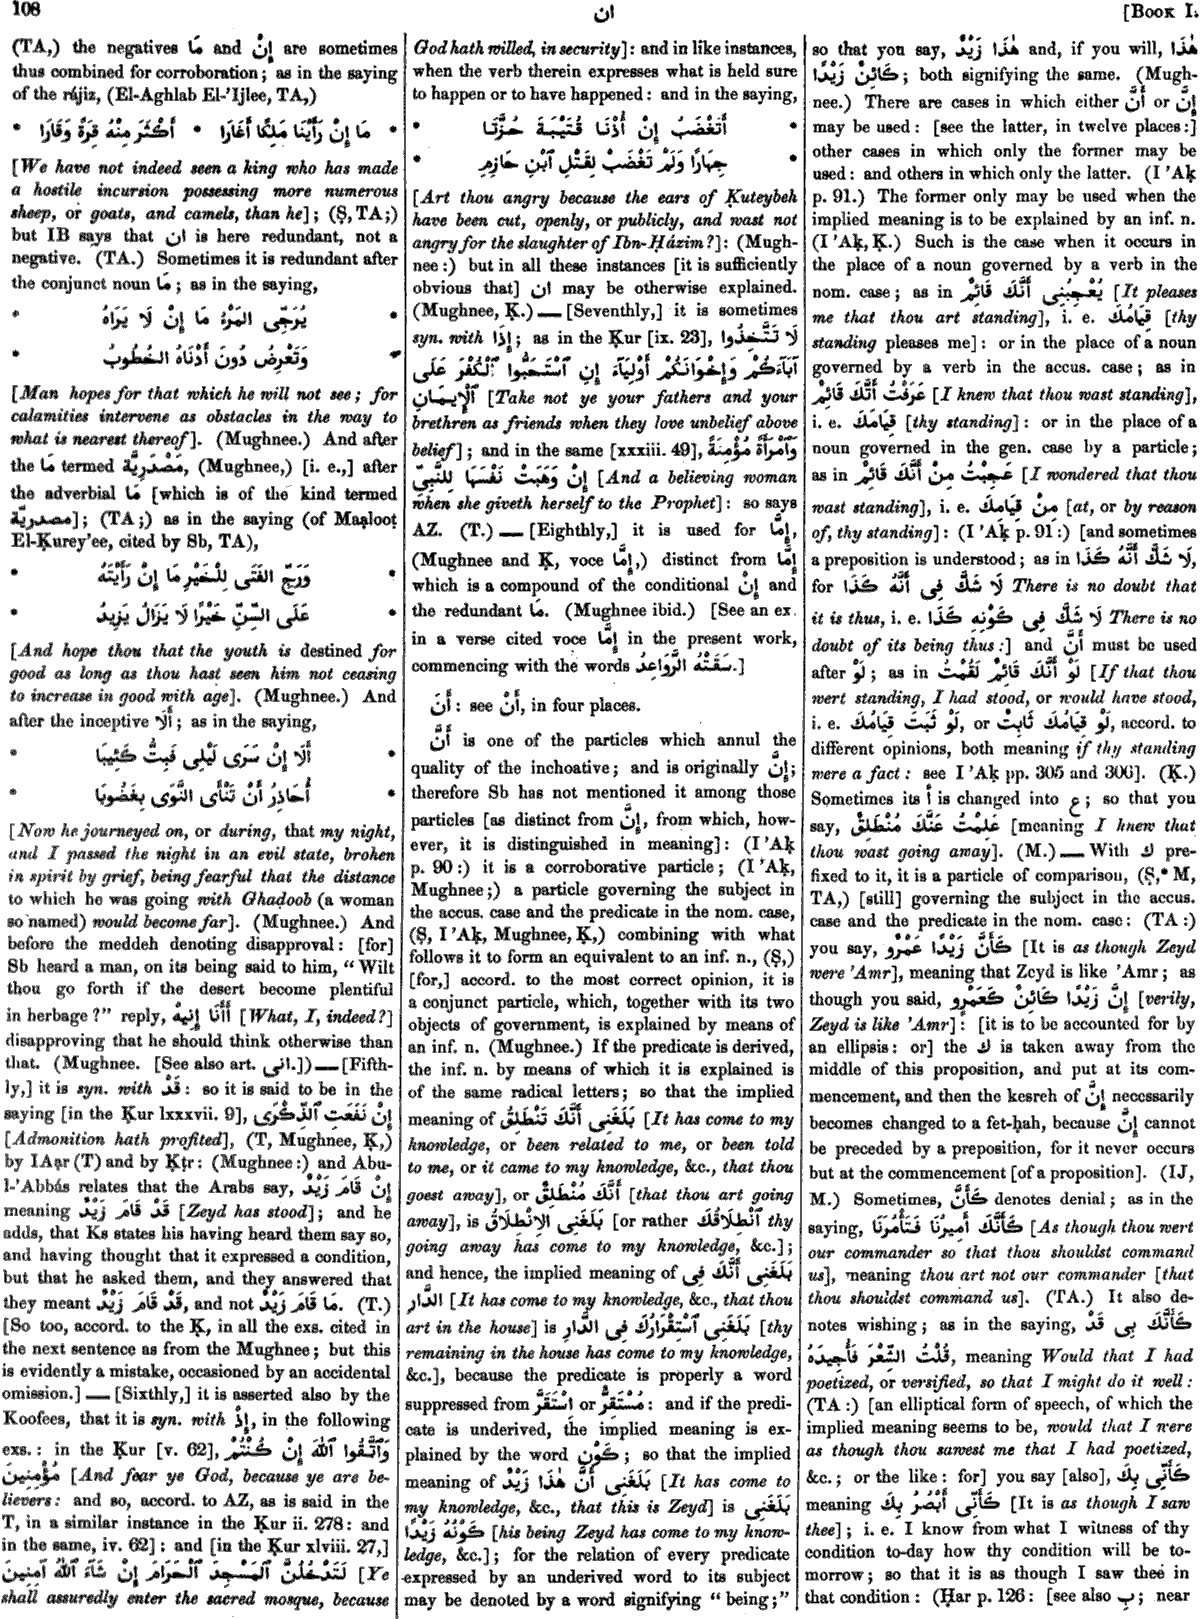 108
ان
[Book I.
(TA,) the negatives مَا and إِنْ are sometimes
thus combined for corroboration; as in the saying
of the rájiz, (El-Aghlab El-'Ijlee, TA,)
* مَا إِنْ رَأَيْنَا مَلِكًا أَغَارَا * أَكْثَرَ مِنْهُ قِرَةً وَقَارَا *
[We have not indeed seen a king who has made
a hostile incursion possessing more numerous
sheep, or goats, and camels, than he]; (Ṣ, TA;)
but IB says that ان is here redundant, not a
negative. (TA.) Sometimes it is redundant after
the conjunct noun مَا; as in the saying,
* يُرَجِّى المَرْءُ مَا إِنْ لَا يَرَاهُ *
* وَتَعْرِضُ دُونَ أَدْنَاهُ الخُطُوبُ *
[Man hopes for that which he will not see; for
calamities intervene as obstacles in the way to
what is nearest thereof]. (Mughnee.) And after
the مَا termed مَصْدَرِيَّة, (Mughnee,) [i. e.,] after
the adverbial مَا [which is of the kind termed
مصدريّة]; (TA;) as in the saying (of Maạloot
El-Ḳurey'ee, cited by Sb, TA),
* وَرَجِّ الفَتَى لِلْخَيْرِ مَا إِنْ رَأَيْتَهُ *
* عَلَى السِّنِّ خَيْرًا لَا يَزَالُ يَزِيدُ *
[And hope thou that the youth is destined for
good as long as thou hast seen him not ceasing
to increase in good with age]. (Mughnee.) And
after the inceptive أَلَا; as in the saying,
* أَلَا إِنْ سَرَى لَيْلِى فَبِتُّ كَئِيبَا *
* أُحَاذِرُ أَنْ تَنْأَى النَّوَى بِغَضُوبَا *
[Now he journeyed on, or during, that my night,
and I passed the night in an evil state, broken
in spirit by grief, being fearful that the distance
to which he was going with Ghaḍoob (a woman
so named) would become far]. (Mughnee.) And
before the meddeh denoting disapproval: [for]
Sb heard a man, on its being said to him, "Wilt
thou go forth if the desert become plentiful
in herbage?" reply, أَأَنَا إِنِيهْ [What, I, indeed?]
disapproving that he should think otherwise than
that. (Mughnee. [See also art. انى.]) — [Fifth-
ly,] it is syn. with قَدْ: so it is said to be in the
saying [in the Ḳur lxxxvii. 9], إِنْ نَفَعَتِ ٱلذِّكْرَى
[Admonition hath profited], (T, Mughnee, Ḳ,)
by IAạr (T) and by Ḳṭr: (Mughnee:) and Abu-
l-'Abbás relates that the Arabs say, إِنْ قَامَ زَيْدٌ
meaning قَدْ قَامَ زَيْدٌ [Zeyd has stood]; and he
adds, that Ks states his having heard them say so,
and having thought that it expressed a condition,
but that he asked them, and they answered that
they meant قَدْ قَامَ زَيْدٌ, and not مَا قَامَ زَيْدٌ. (T.)
[So too, accord. to the Ḳ, in all the exs. cited in
the next sentence as from the Mughnee; but this
is evidently a mistake, occasioned by an accidental
omission.] — [Sixthly,] it is asserted also by the
Koofees, that it is syn. with إِذْ, in the following
exs.: in the Ḳur [v. 62], وَٱتَّقُوا ٱللّٰهَ إِنْ كُنْتُمْ
مُؤْمِنِينَ [And fear ye God, because ye are be-
lievers: and so, accord. to AZ, as is said in the
T, in a similar instance in the Ḳur ii. 278: and
in the same, iv. 62]: and [in the Ḳur xlviii. 27,]
لَتَدْخُلُنَّ ٱلْمَسْجِدَ ٱلْحَرَامَ إِنْ شَآءَ ٱللّٰهُ آمِنِينَ [Ye
shall assuredly enter the sacred mosque, because
God hath willed, in security]: and in like instances,
when the verb therein expresses what is held sure
to happen or to have happened: and in the saying,
* أَتَغْضَبُ إِنْ أُذْنَا قُتَيْبَةَ حُزَّتَا *
* جِهَارًا وَلَمْ تَغْضَبْ لِقَتْلِ ٱبْنِ حَازِمِ *
[Art thou angry because the ears of Ḳuteybeh
have been cut, openly, or publicly, and wast not
angry for the slaughter of Ibn-Ḥázim?]: (Mugh-
nee:) but in all these instances [it is sufficiently
obvious that] ان may be otherwise explained.
(Mughnee, Ḳ.) — [Seventhly,] it is sometimes
syn. with إِذَا; as in the Ḳur [ix. 23], لَا تَتَّخِذُوا
آبَآءَكُمْ وَإِخْوَانَكُمْ أَوْلِيَآءَ إِنِ ٱسْتَحَبُّوا ٱلْكُفْرَ عَلَى
ٱلْإِيمَانِ [Take not ye your fathers and your
brethren as friends when they love unbelief above
belief]; and in the same [xxxiii. 49], وَٱمْرَأَةً مُؤْمِنَةً
إِنْ وَهَبَتْ نَفْسَهَا لِلنَّبِىِّ [And a believing woman
when she giveth herself to the Prophet]: so says
AZ. (T.) — [Eighthly,] it is used for إِمَّا,
(Mughnee and Ḳ, voce إِمَّا,) distinct from إِمَّا
which is a compound of the conditional إِنْ and
the redundant مَا. (Mughnee ibid.) [See an ex.
in a verse cited voce إِمَّا in the present work,
commencing with the words سَقَتْهُ الرَّوَاعِدُ.]
أَنَ: see أَنْ, in four places.
أَنَّ is one of the particles which annul the
quality of the inchoative; and is originally إِنَّ;
therefore Sb has not mentioned it among those
particles [as distinct from إِنَّ, from which, how-
ever, it is distinguished in meaning]: (I 'Aḳ
p. 90:) it is a corroborative particle; (I 'Aḳ,
Mughnee;) a particle governing the subject in
the accus. case and the predicate in the nom. case,
(Ṣ, I 'Aḳ, Mughnee, Ḳ,) combining with what
follows it to form an equivalent to an inf. n., (Ṣ,)
[for,] accord. to the most correct opinion, it is
a conjunct particle, which, together with its two
objects of government, is explained by means of
an inf. n. (Mughnee.) If the predicate is derived,
the inf. n. by means of which it is explained is
of the same radical letters; so that the implied
meaning of بَلَغَنِى أَنَّكَ تَنْطَلِقُ [It has come to my
knowledge, or been related to me, or been told
to me, or it came to my knowledge, &c., that thou
goest away], or أَنَّكَ مُنْطَلِقٌ [that thou art going
away], is بَلَغَنِى الِانْطِلَاقُ [or rather ٱنْطِلَاقُكَ thy
going away has come to my knowledge, &c.];
and hence, the implied meaning of بَلَغَنِى أَنَّكَ فِى
الدَّارِ [It has come to my knowledge, &c., that thou
art in the house] is بَلَغَنِى ٱسْتِقْرَارُكَ فِى الدَّارِ [thy
remaining in the house has come to my knowledge,
&c.], because the predicate is properly a word
suppressed from ٱسْتَقَرَّ or مُسْتَقِرٌّ: and if the predi-
cate is underived, the implied meaning is ex-
plained by the word كَوْن; so that the implied
meaning of بَلَغَنِى أَنَّ هٰذَا زَيْدٌ [It has come to
my knowledge, &c., that this is Zeyd] is بَلَغَنِى
كَوْنُهُ زَيْدًا [his being Zeyd has come to my know-
ledge, &c.]; for the relation of every predicate
expressed by an underived word to its subject
may be denoted by a word signifying "being;"
so that you say, هٰذَا زَيْدٌ and, if you will, هٰذَا
كَائِنٌ زَيْدًا; both signifying the same. (Mugh-
nee.) There are cases in which either أَنَّ or إِنَّ
may be used: [see the latter, in twelve places:]
other cases in which only the former may be
used: and others in which only the latter. (I 'Aḳ
p. 91.) The former only may be used when the
implied meaning is to be explained by an inf. n.
(I 'Aḳ, Ḳ.) Such is the case when it occurs in
the place of a noun governed by a verb in the
nom. case; as in يُعْجِبُنِى أَنَّكَ قَائِمٌ [It pleases
me that thou art standing], i. e. قِيَامُكَ [thy
standing pleases me]: or in the place of a noun
governed by a verb in the accus. case; as in
عَرَفْتُ أَنَّكَ قَائِمٌ [I knew that thou wast standing],
i. e. قِيَامَكَ [thy standing]: or in the place of a
noun governed in the gen. case by a particle;
as in عَجِبْتُ مِنْ أَنَّكَ قَائِمٌ [I wondered that thou
wast standing], i. e. مِنْ قِيَامِكَ [at, or by reason
of, thy standing]: (I 'Aḳ p. 91:) [and sometimes
a preposition is understood; as in لَا شَكَّ أَنَّهُ كَذَا,
for لَا شَكَّ فِى أَنَّهُ كَذَا There is no doubt that
it is thus, i. e. لَا شَكَّ فِى كَوْنِهِ كَذَا There is no
doubt of its being thus:] and أَنَّ must be used
after لَوْ; as in لَوْ أَنَّكَ قَائِمٌ لَقُمْتُ [If that thou
wert standing, I had stood, or would have stood,
i. e. لَوْ ثَبَتَ قِيَامُكَ, or لَوْ قِيَامُكَ ثَابِتٌ, accord. to
different opinions, both meaning if thy standing
were a fact: see I 'Aḳ pp. 305 and 306]. (Ḳ.)
Sometimes its أ is changed into ع; so that you
say, عَلِمْتُ عَنَّكَ مُنْطَلِقٌ [meaning I knew that
thou wast going away]. (M.) — With ك pre-
fixed to it, it is a particle of comparison, (Ṣ,* M,
TA,) [still] governing the subject in the accus.
case and the predicate in the nom. case: (TA:)
you say, كَأَنَّ زَيْدًا عَمْرٌو [It is as though Zeyd
were 'Amr], meaning that Zeyd is like 'Amr; as
though you said, إِنَّ زَيْدًا كَائِنٌ كَعَمْرٍو [verily,
Zeyd is like 'Amr]: [it is to be accounted for by
an ellipsis: or] the ك is taken away from the
middle of this proposition, and put at its com-
mencement, and then the kesreh of إِنَّ necessarily
becomes changed to a fet-ḥah, because إِنَّ cannot
be preceded by a preposition, for it never occurs
but at the commencement [of a proposition]. (IJ,
M.) Sometimes, كَأَنَّ denotes denial; as in the
saying, كَأَنَّكَ أَمِيرُنَا فَتَأْمُرَنَا [As though thou wert
our commander so that thou shouldst command
us], meaning thou art not our commander [that
thou shouldst command us]. (TA.) It also de-
notes wishing; as in the saying, كَأَنَّكَ بِى قَدْ
قُلْتُ الشِّعْرَ فَأُجِيدَهُ, meaning Would that I had
poetized, or versified, so that I might do it well:
(TA:) [an elliptical form of speech, of which the
implied meaning seems to be, would that I were
as though thou sawest me that I had poetized,
&c.; or the like: for] you say [also], كَأَنِّى بِكَ
meaning كَأَنِّى أَبْصُرُ بِكَ [It is as though I saw
thee]; i. e. I know from what I witness of thy
condition to-day how thy condition will be to-
morrow; so that it is as though I saw thee in
that condition: (Ḥar p. 126: [see also ب; near